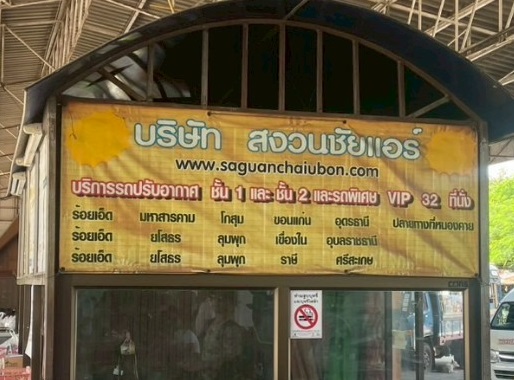 บริษัท สงวนชัยแอร์
www.saguanchaiubon.com
บริการรถปรับอากาศ ชั้น 1 และ ชั้น 2 และรถพิเศษ VIP 32 ที่นั่ง
ร้อยเอ็ด มหาสารคาม โกสุม ขอนแก่น อุดรธานี ปลายทางที่หนองคาย
ร้อยเอ็ด ยโสธร ลุมพุก เขื่องใน อุบลราชธานี
ร้อยเอ็ด ยโสธร ลุมพุก ราษี ศรีสะเกษ